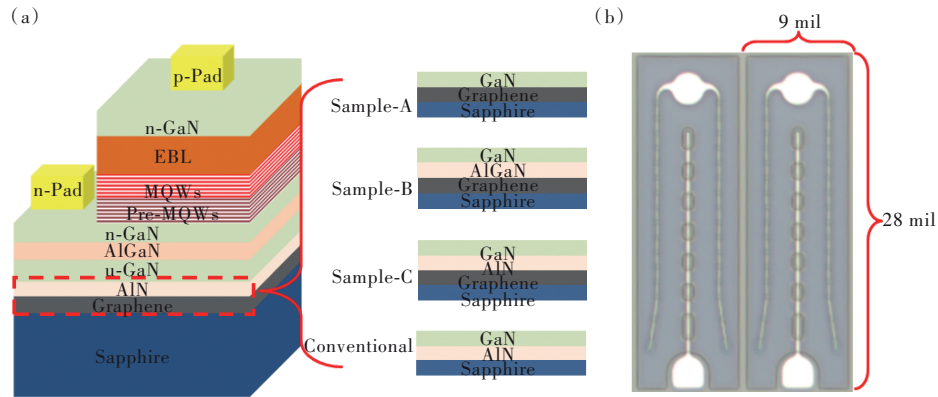 (a)
p-Pad
n-GaN
EBL
MQWs
n-Pad
Pre-MQWs
n-GaN
AlGaN
u-GaN
AlN
Graphene
Sapphire
Sample-A
GaN
Graphene
Sapphire
Sample-B
GaN
AlGaN
Graphene
Sapphire
Sample-C
GaN
AlN
Graphene
Sapphire
Conventional
GaN
AlN
Sapphire
(b)
9 mil
28 mil